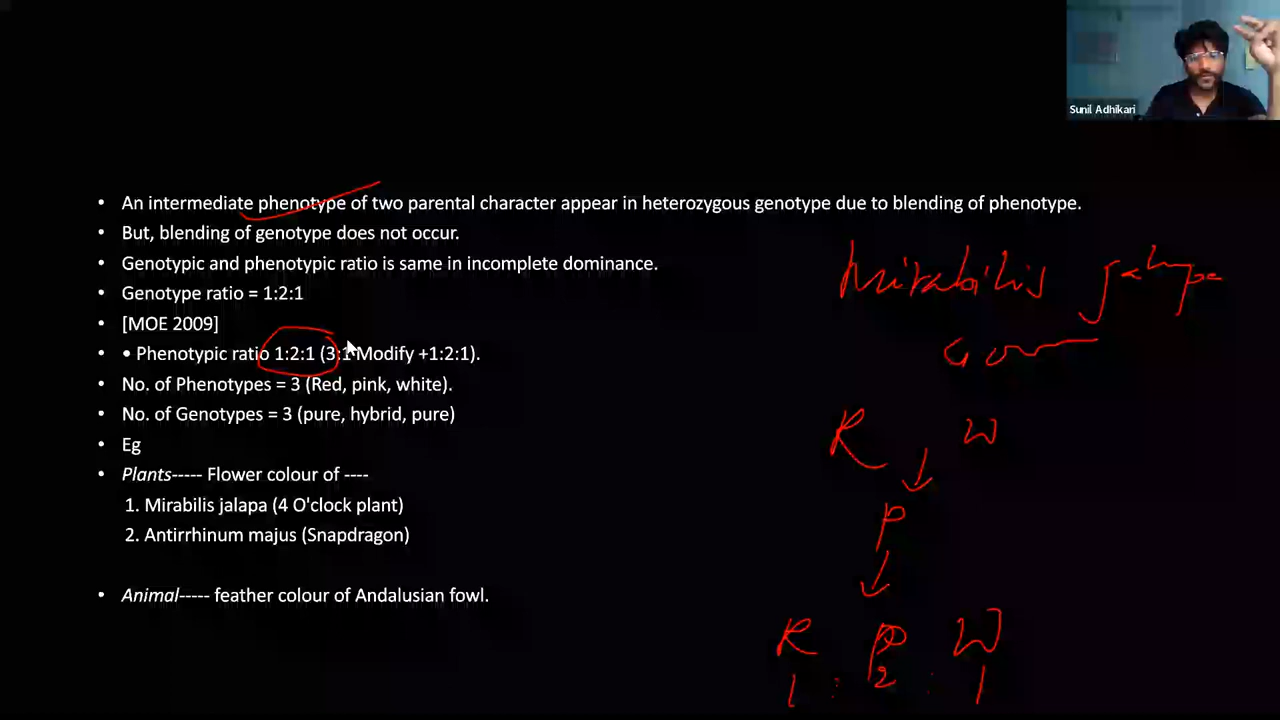 Sunil Adhikari
• An intermediate phenotype of two parental character appear in heterozygous genotype due to blending of phenotype.
• But, blending of genotype does not occur.
• Genotypic and phenotypic ratio is same in incomplete dominance.
• Genotype ratio = 1:2:1
• [MOE 2009]
• • Phenotypic ratio 1:2:1 (3:1 Modify +1:2:1).
• No. of Phenotypes = 3 (Red, pink, white).
• No. of Genotypes = 3 (pure, hybrid, pure)
• Eg
• Plants----- Flower colour of ----
1. Mirabilis jalapa (4 O'clock plant)
2. Antirrhinum majus (Snapdragon)
• Animal----- feather colour of Andalusian fowl.
Mirabilis
R W
P
R P W
1 : 2 : 1